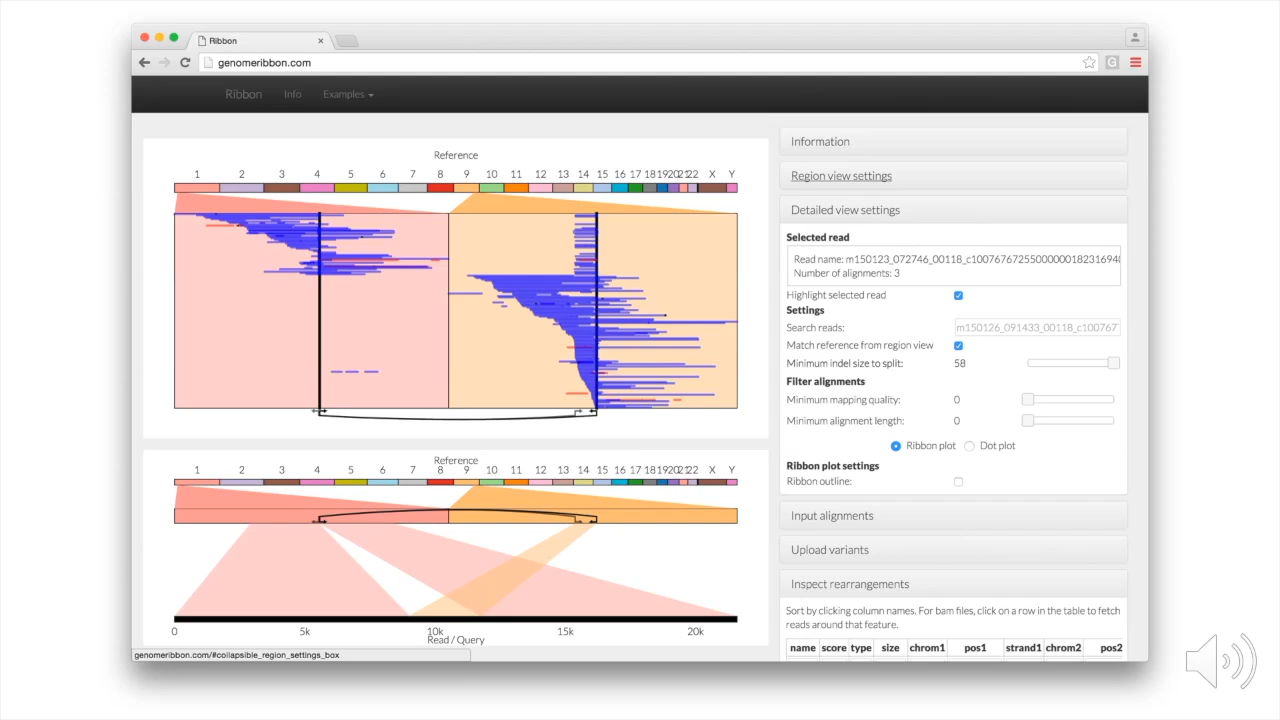 Ribbon
genomeribbon.com
Ribbon Info Examples
Reference
1 2 3 4 5 6 7 8 9 10 11 12 13 14 15 16 17 18 19 20 21 22 X Y
Reference
1 2 3 4 5 6 7 8 9 10 11 12 13 14 15 16 17 18 19 20 21 22 X Y
0 5k 10k 15k 20k
Read / Query
genomeribbon.com/#collapsible_region_settings_box
Information
Region view settings
Detailed view settings
Selected read
Read name:
Number of alignments: 3
Highlight selected read
Settings
Search reads: m150126_091433_00118_c100767
Match reference from region view
Minimum indel size to split: 58
Filter alignments
Minimum mapping quality: 0
Minimum alignment length: 0
Ribbon plot Dot plot
Ribbon plot settings
Ribbon outline:
Input alignments
Upload variants
Inspect rearrangements
Sort by clicking column names. For bam files, click on a row in the table to fetch
reads around that feature.
name score type size chrom1 pos1 strand1 chrom2 pos2